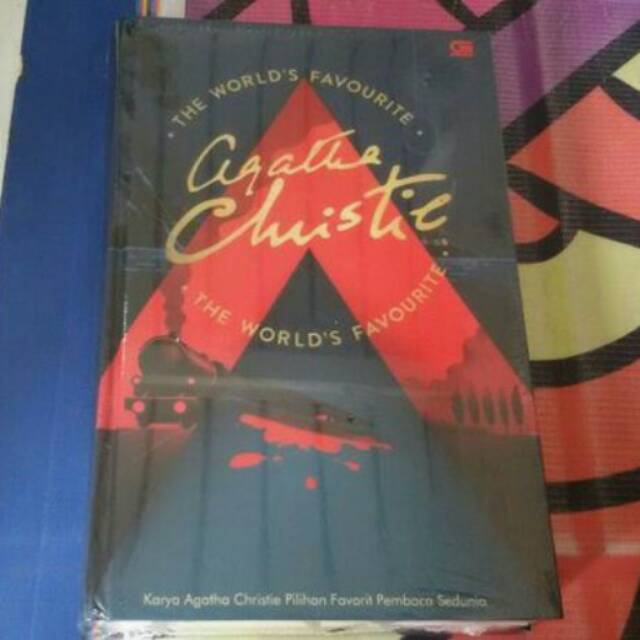 THE WORLD'S FAVOURITE
Agatha
Christie
THE WORLD'S FAVOURITE
Karya Agatha Christie Pilihan Favorit Pembaca Sedunia